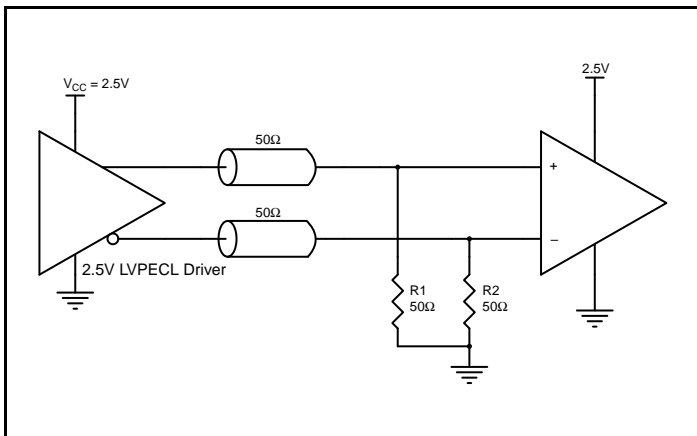 V_CC = 2.5V
2.5V
50Ω
+
50Ω
–
2.5V LVPECL Driver
R1
50Ω
R2
50Ω